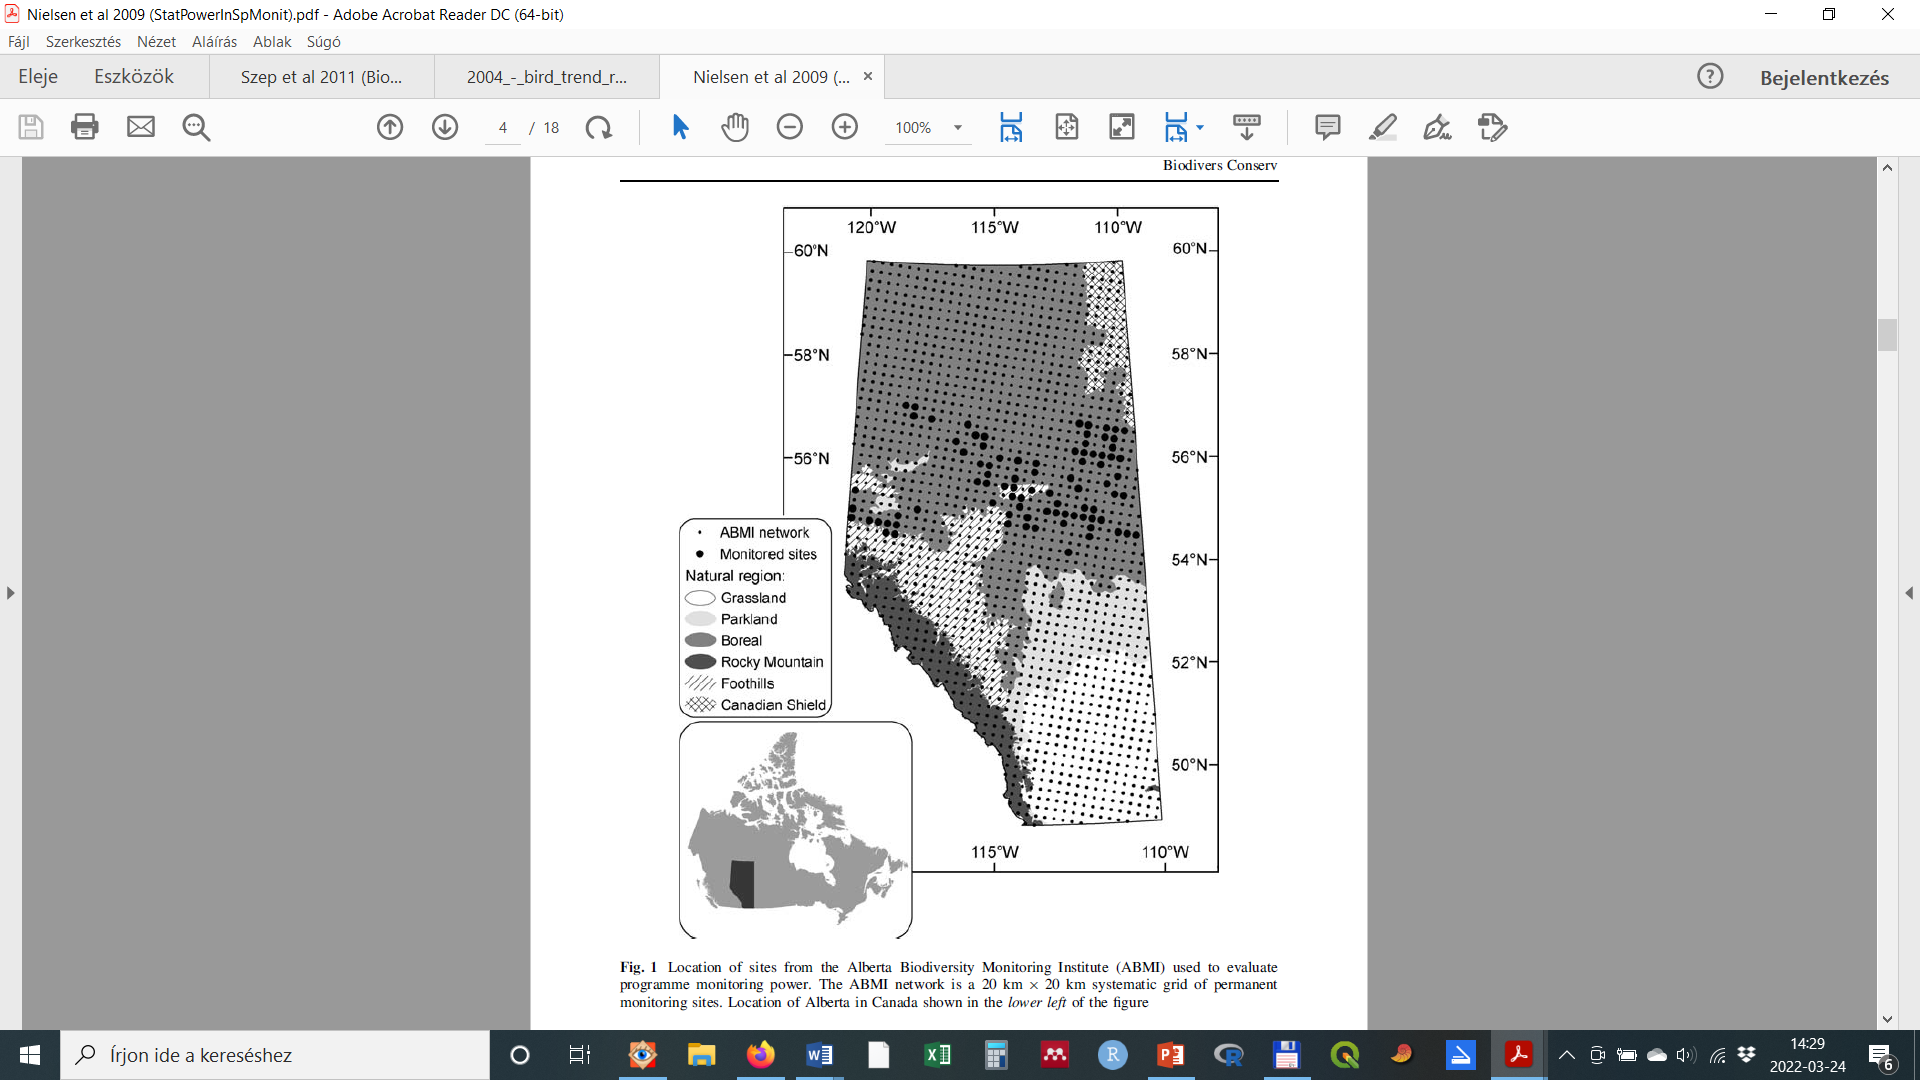 Nielsen et al 2009 (StatPowerInSpMonit).pdf - Adobe Acrobat Reader DC (64-bit)
Fájl Szerkesztés Nézet Aláírás Ablak Súgó
Eleje Eszközök Szep et al 2011 (Bio... 2004_-_bird_trend_r... Nielsen et al 2009 (... Bejelentkezés
4 / 18 100%
Biodivers Conserv
120°W 115°W 110°W
60°N 60°N
58°N 58°N
56°N 56°N
ABMI network
Monitored sites
54°N
Natural region:
Grassland
Parkland
Boreal
Rocky Mountain
52°N
Foothills
Canadian Shield
50°N
115°W 110°W
Fig. 1 Location of sites from the Alberta Biodiversity Monitoring Institute (ABMI) used to evaluate
programme monitoring power. The ABMI network is a 20 km × 20 km systematic grid of permanent
monitoring sites. Location of Alberta in Canada shown in the lower left of the figure
Írjon ide a kereséshez
14:29
2022-03-24
6